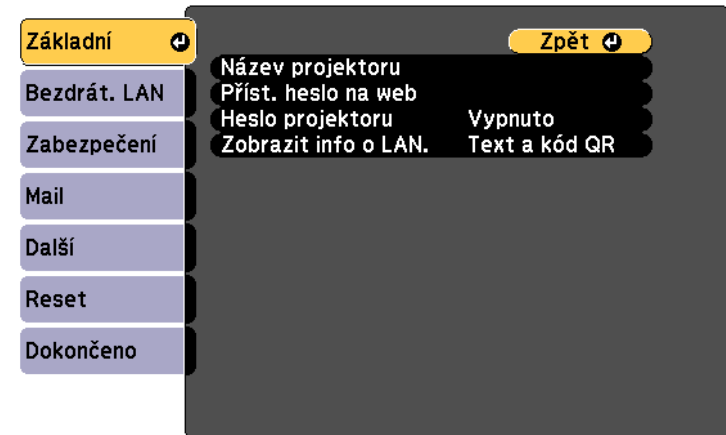 Základní
Bezdrát. LAN
Zabezpečení
Mail
Další
Reset
Dokončeno
Zpět
Název projektoru
Příst. heslo na web
Heslo projektoru Vypnuto
Zobrazit info o LAN. Text a kód QR